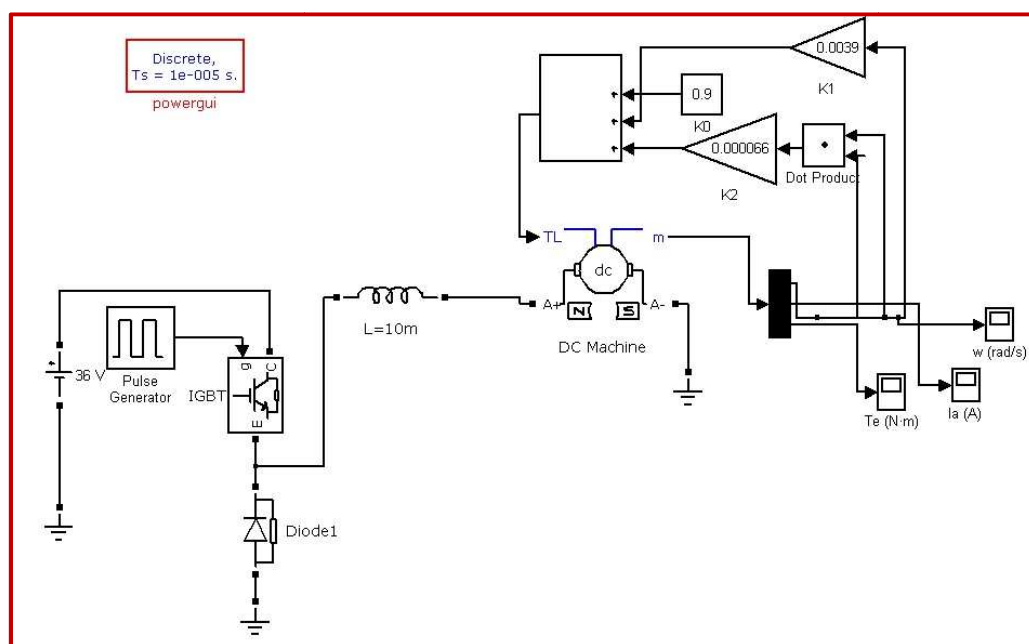 Discrete,
Ts = 1e-005 s.
powergui
0.0039
K1
0.9
K0
0.000066
K2
Dot Product
TL
m
dc
A+
N
S
A-
DC Machine
L=10m
36 V
Pulse
Generator
IGBT
g
C
E
Diode1
w (rad/s)
Ia (A)
Te (N·m)
+
+
+
+